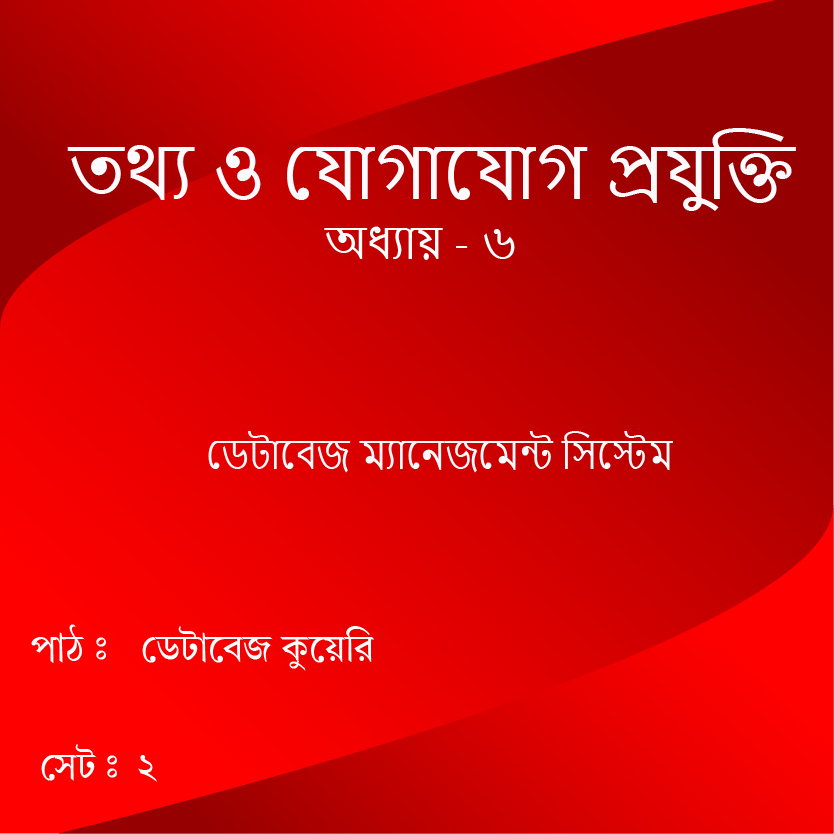 তথ্য ও যোগাযোগ প্রযুক্তি
অধ্যায় - ৬
ডেটাবেজ ম্যানেজমেন্ট সিস্টেম
পাঠ ঃ ডেটাবেজ কুয়েরি
সেট ঃ ২